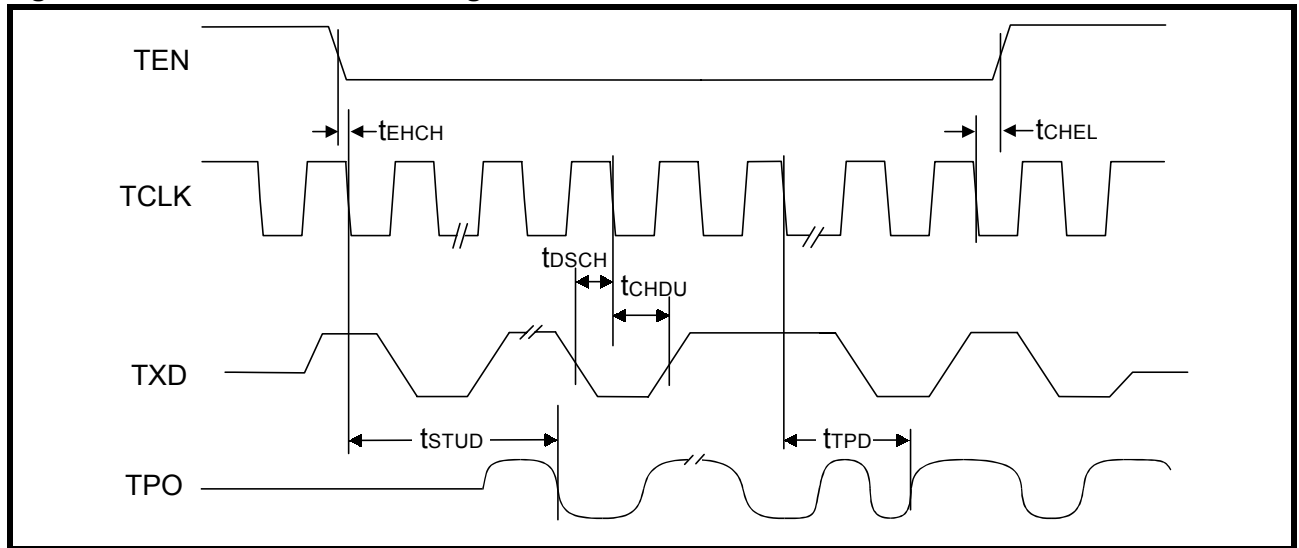 TEN
tEHCH
tCHEL
TCLK
tDSCH
tCHDU
TXD
tSTUD
tTPD
TPO